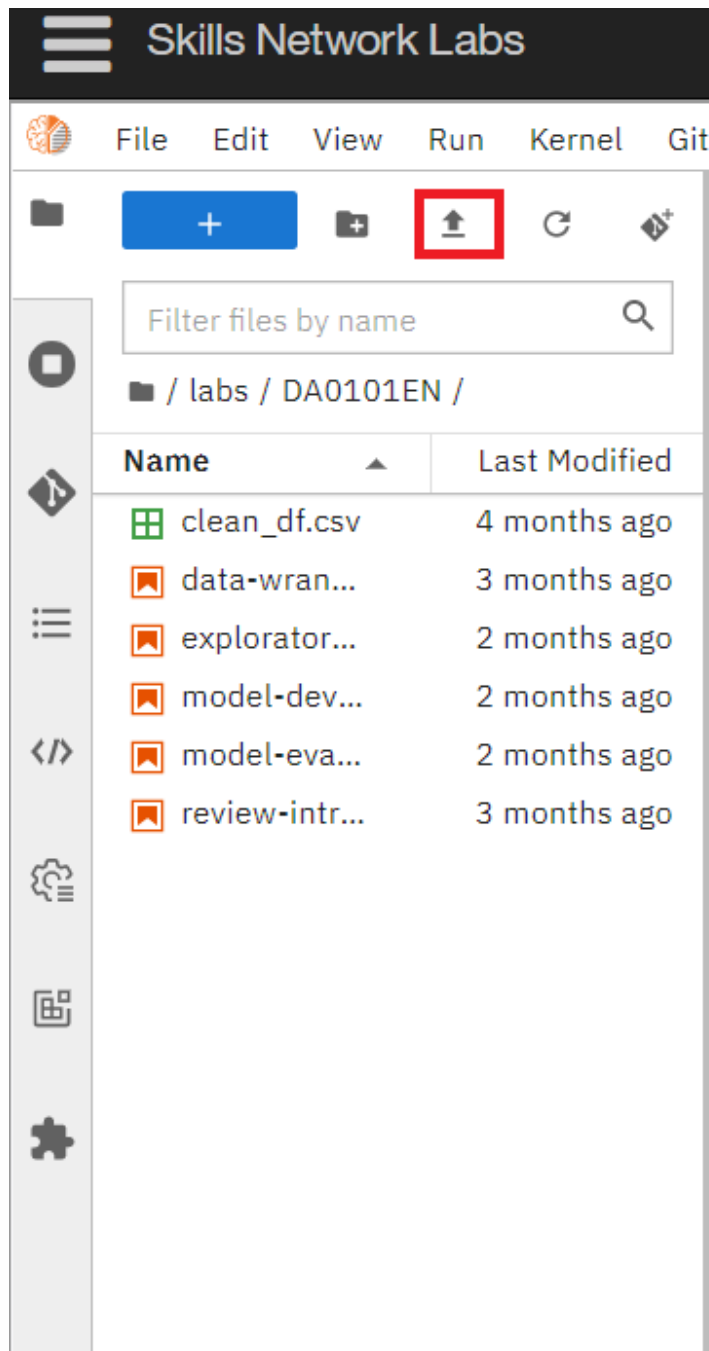 Skills Network Labs
File Edit View Run Kernel Git
+
Filter files by name
/ labs / DA0101EN /
Name Last Modified
clean_df.csv 4 months ago
data-wran... 3 months ago
explorator... 2 months ago
model-dev... 2 months ago
model-eva... 2 months ago
review-intr... 3 months ago